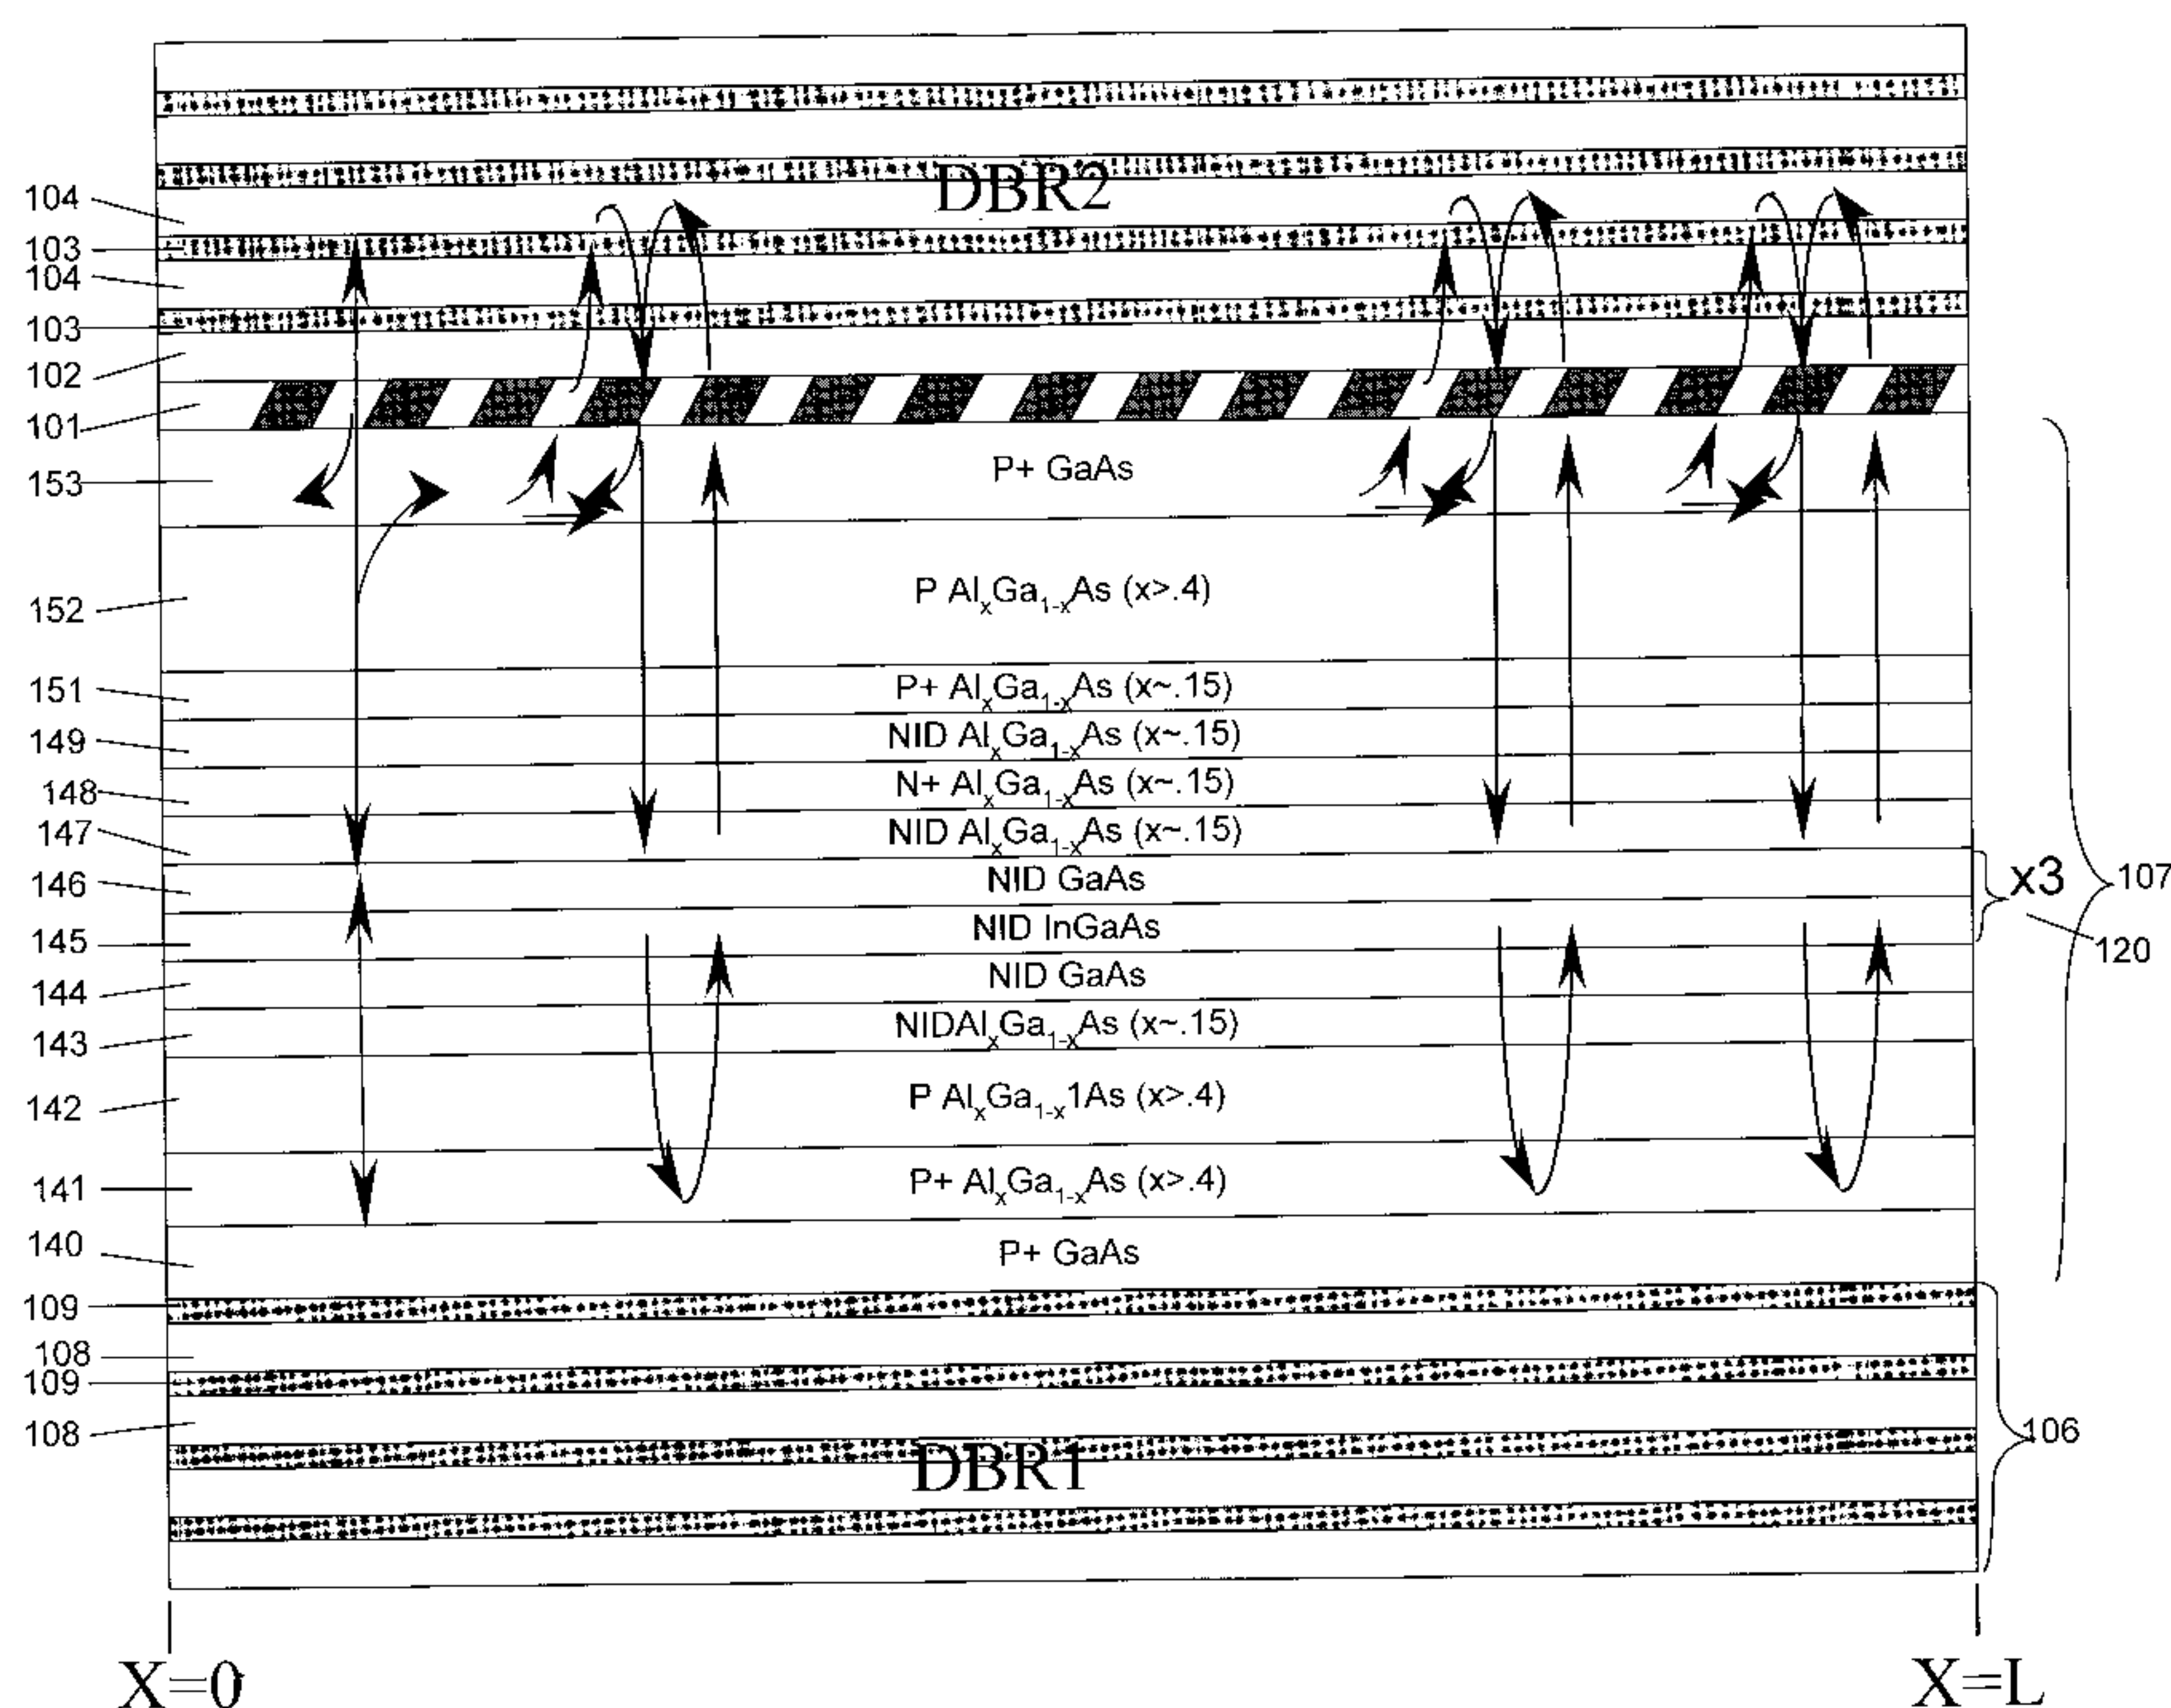 DBR2
104
103
104
103
102
101
153 P+ GaAs
152 P AlxGa1-xAs (x>.4)
151 P+ AlxGa1-xAs (x~.15)
149 NID AlxGa1-xAs (x~.15)
148 N+ AlxGa1-xAs (x~.15)
147 NID AlxGa1-xAs (x~.15)
146 NID GaAs x3 107
145 NID InGaAs 120
144 NID GaAs
143 NIDAlxGa1-xAs (x~.15)
142 P AlxGa1-x1As (x>.4)
141 P+ AlxGa1-xAs (x>.4)
140 P+ GaAs
109
108
109
108 106
DBR1
X=0 X=L